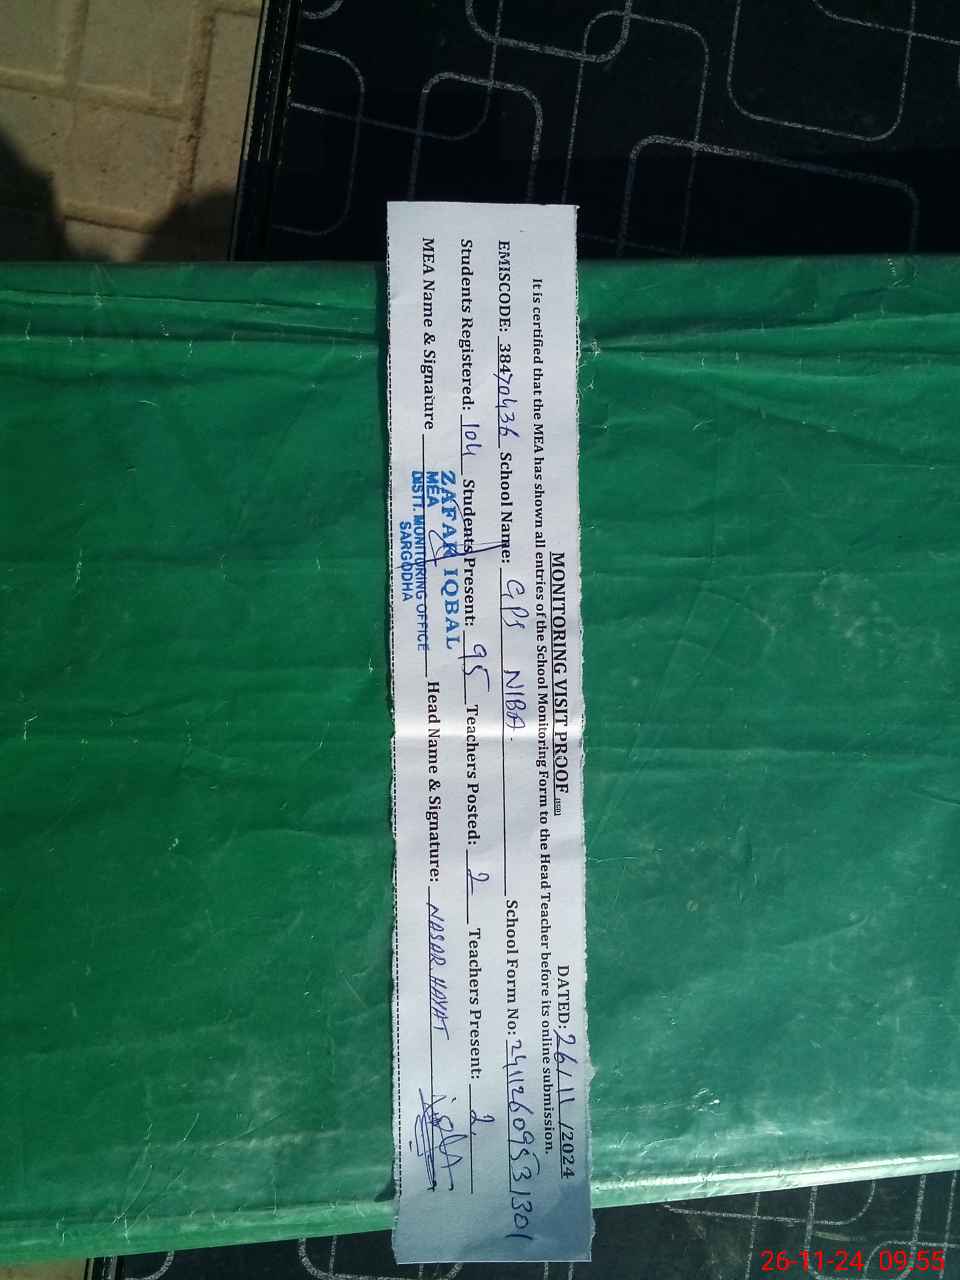 MONITORING VISIT PROOF (SED) DATED: 26/11/2024
It is certified that the MEA has shown all entries of the School Monitoring Form to the Head Teacher before its online submission.
EMISCODE: 38470436 School Name: GPS NIBA. School Form No: 24112609531301
Students Registered: 104 Students Present: 95 Teachers Posted: 2 Teachers Present: 2
MEA Name & Signature Head Name & Signature: NASAR HAYAT
ZAFAR IQBAL
MEA
DISTT. MONITORING OFFICE
SARGODHA
26-11-24 09:55